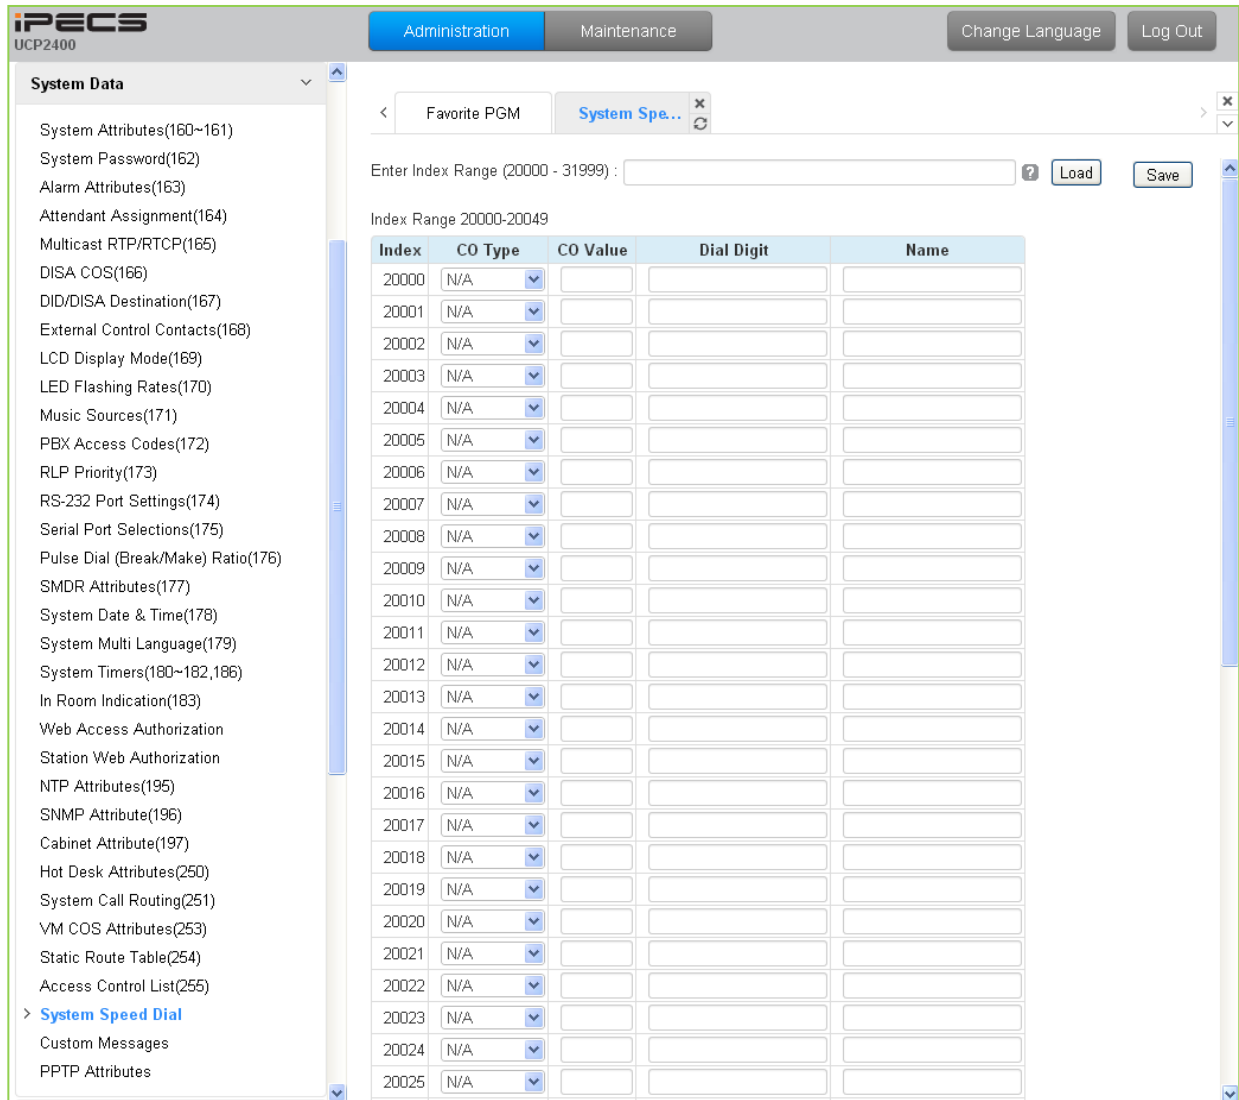 iPECS
UCP2400
Administration
Maintenance
Change Language
Log Out
System Data
System Attributes(160~161)
System Password(162)
Alarm Attributes(163)
Attendant Assignment(164)
Multicast RTP/RTCP(165)
DISA COS(166)
DID/DISA Destination(167)
External Control Contacts(168)
LCD Display Mode(169)
LED Flashing Rates(170)
Music Sources(171)
PBX Access Codes(172)
RLP Priority(173)
RS-232 Port Settings(174)
Serial Port Selections(175)
Pulse Dial (Break/Make) Ratio(176)
SMDR Attributes(177)
System Date & Time(178)
System Multi Language(179)
System Timers(180~182,186)
In Room Indication(183)
Web Access Authorization
Station Web Authorization
NTP Attributes(195)
SNMP Attribute(196)
Cabinet Attribute(197)
Hot Desk Attributes(250)
System Call Routing(251)
VM COS Attributes(253)
Static Route Table(254)
Access Control List(255)
> System Speed Dial
Custom Messages
PPTP Attributes
< Favorite PGM System Spe... >
Enter Index Range (20000 - 31999) : ? Load Save
Index Range 20000-20049
Index CO Type CO Value Dial Digit Name
20000 N/A
20001 N/A
20002 N/A
20003 N/A
20004 N/A
20005 N/A
20006 N/A
20007 N/A
20008 N/A
20009 N/A
20010 N/A
20011 N/A
20012 N/A
20013 N/A
20014 N/A
20015 N/A
20016 N/A
20017 N/A
20018 N/A
20019 N/A
20020 N/A
20021 N/A
20022 N/A
20023 N/A
20024 N/A
20025 N/A